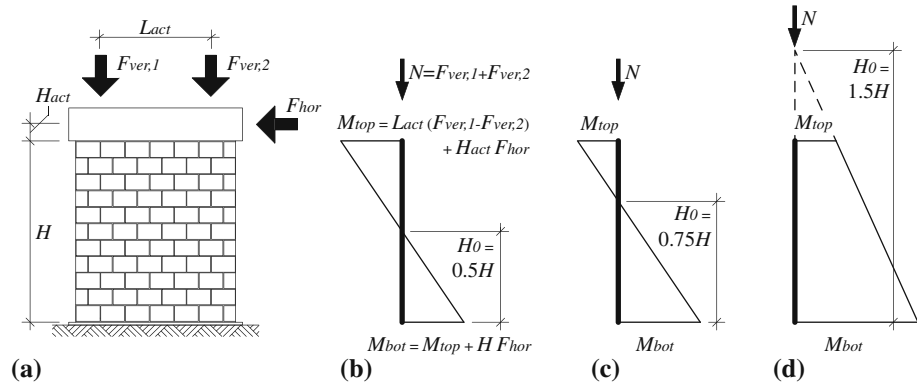 Lact
Fver,1
Fver,2
Hact
Fhor
H
(a)
N=Fver,1+Fver,2
Mtop = Lact (Fver,1-Fver,2)
+ Hact Fhor
H0 =
0.5H
Mbot = Mtop + H Fhor
(b)
N
Mtop
H0 =
0.75H
Mbot
(c)
N
H0 =
1.5H
Mtop
Mbot
(d)